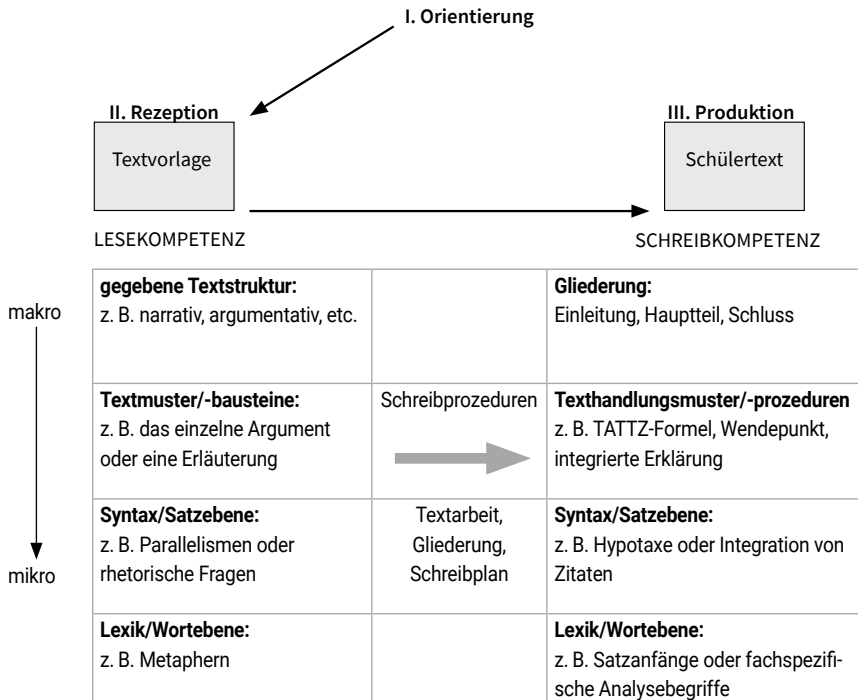 I. Orientierung
II. Rezeption
III. Produktion
Textvorlage
Schülertext
LESEKOMPETENZ
SCHREIBKOMPETENZ
makro
mikro
gegebene Textstruktur:
z. B. narrativ, argumentativ, etc.
Gliederung:
Einleitung, Hauptteil, Schluss
Textmuster/-bausteine:
z. B. das einzelne Argument
oder eine Erläuterung
Schreibprozeduren
Texthandlungsmuster/-prozeduren
z. B. TATTZ-Formel, Wendepunkt,
integrierte Erklärung
Syntax/Satzebene:
z. B. Parallelismen oder
rhetorische Fragen
Textarbeit,
Gliederung,
Schreibplan
Syntax/Satzebene:
z. B. Hypotaxe oder Integration von
Zitaten
Lexik/Wortebene:
z. B. Metaphern
Lexik/Wortebene:
z. B. Satzanfänge oder fachspezifi-
sche Analysebegriffe